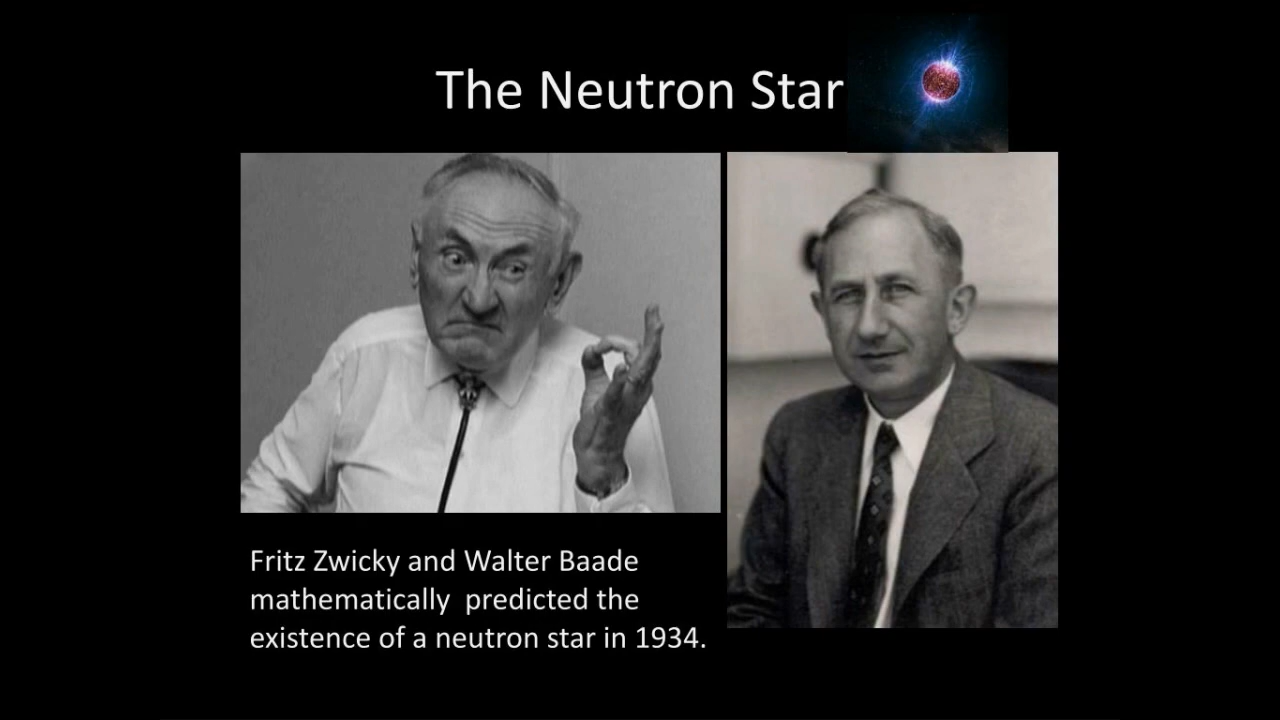 The Neutron Star
Fritz Zwicky and Walter Baade
mathematically  predicted the
existence of a neutron star in 1934.